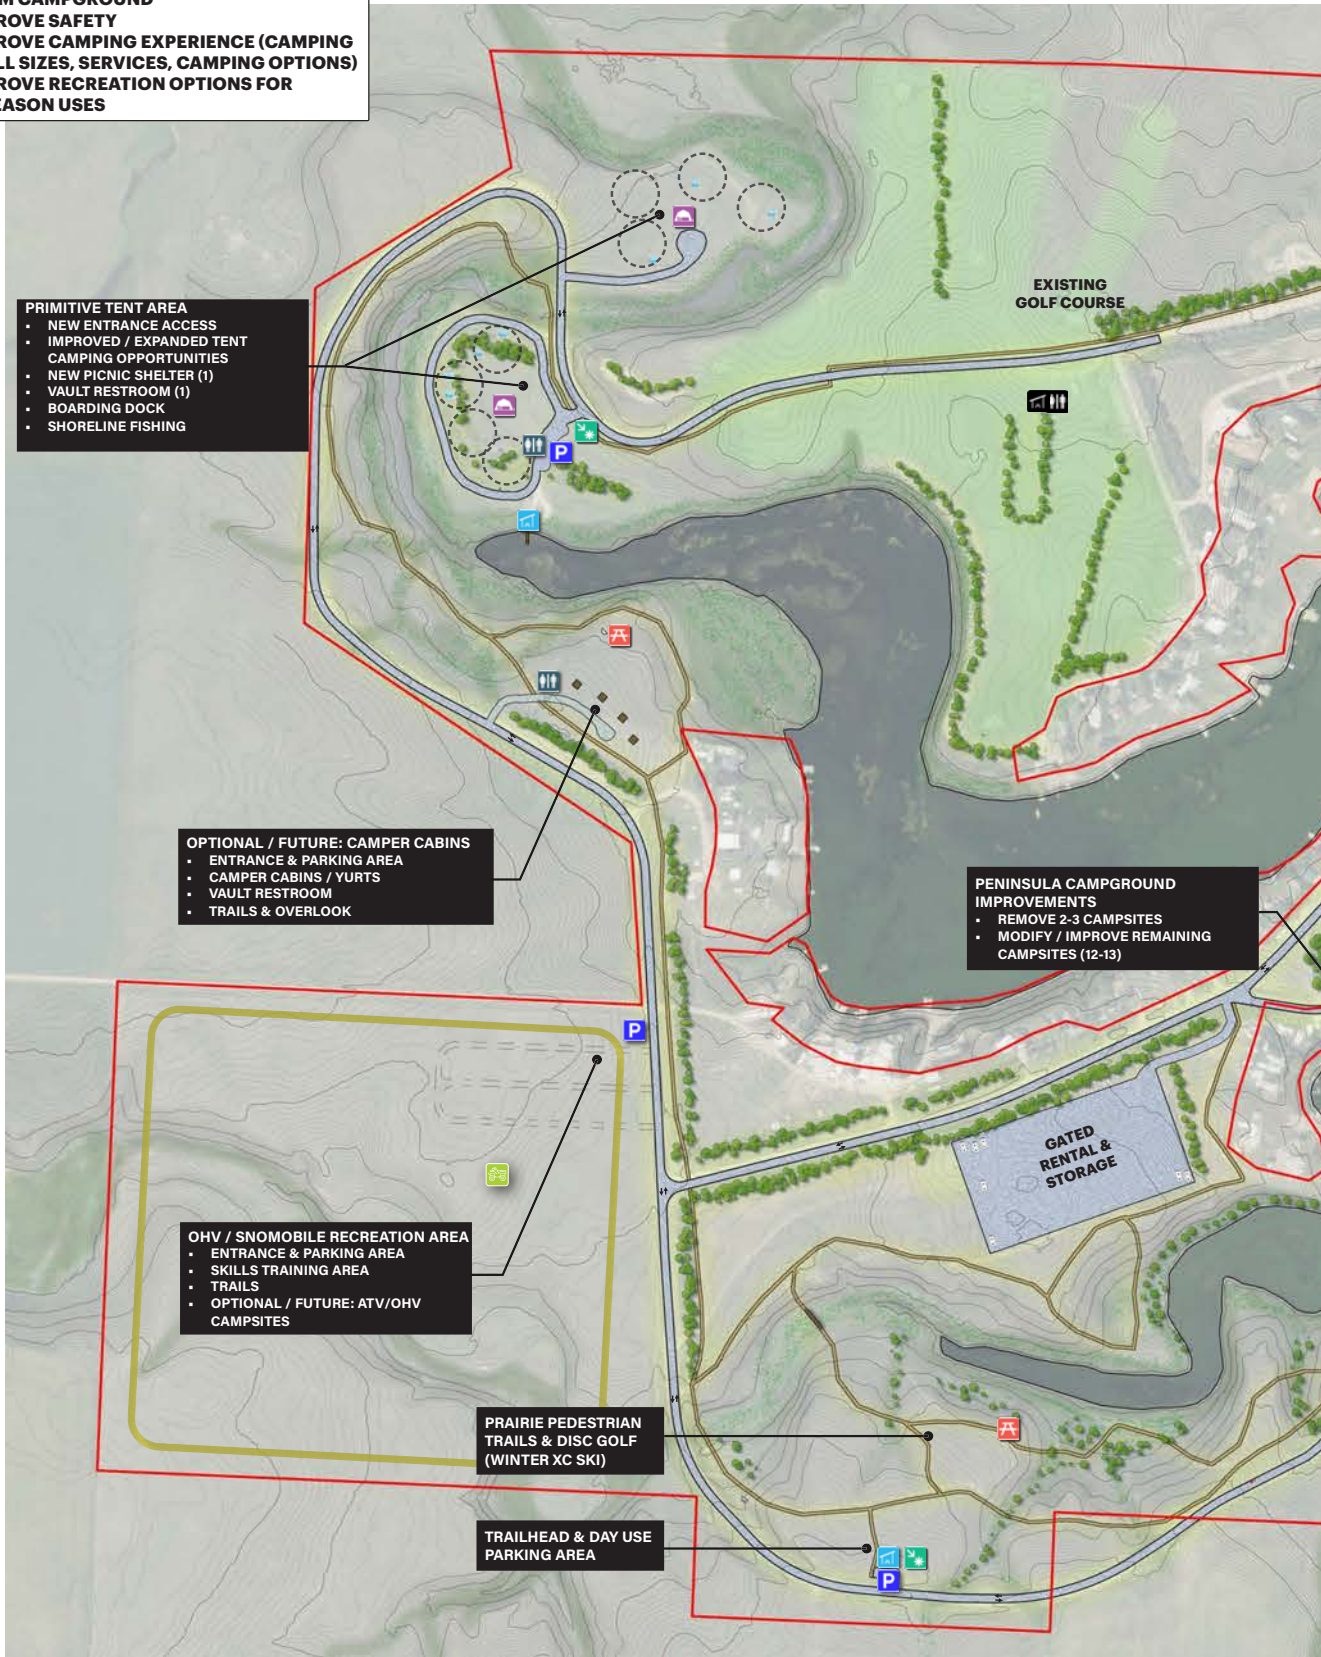 CAMPGROUND
SAFETY
CAMPING EXPERIENCE (CAMPING
SIZES, SERVICES, CAMPING OPTIONS)
RECREATION OPTIONS FOR
USES
EXISTING
GOLF COURSE
PRIMITIVE TENT AREA
▪ NEW ENTRANCE ACCESS
▪ IMPROVED / EXPANDED TENT
CAMPING OPPORTUNITIES
▪ NEW PICNIC SHELTER (1)
▪ VAULT RESTROOM (1)
▪ BOARDING DOCK
▪ SHORELINE FISHING
P
OPTIONAL / FUTURE: CAMPER CABINS
▪ ENTRANCE & PARKING AREA
▪ CAMPER CABINS / YURTS
▪ VAULT RESTROOM
▪ TRAILS & OVERLOOK
PENINSULA CAMPGROUND
IMPROVEMENTS
▪ REMOVE 2-3 CAMPSITES
▪ MODIFY / IMPROVE REMAINING
CAMPSITES (12-13)
P
GATED
RENTAL &
STORAGE
OHV / SNOMOBILE RECREATION AREA
▪ ENTRANCE & PARKING AREA
▪ SKILLS TRAINING AREA
▪ TRAILS
▪ OPTIONAL / FUTURE: ATV/OHV
CAMPSITES
PRAIRIE PEDESTRIAN
TRAILS & DISC GOLF
(WINTER XC SKI)
TRAILHEAD & DAY USE
PARKING AREA
P